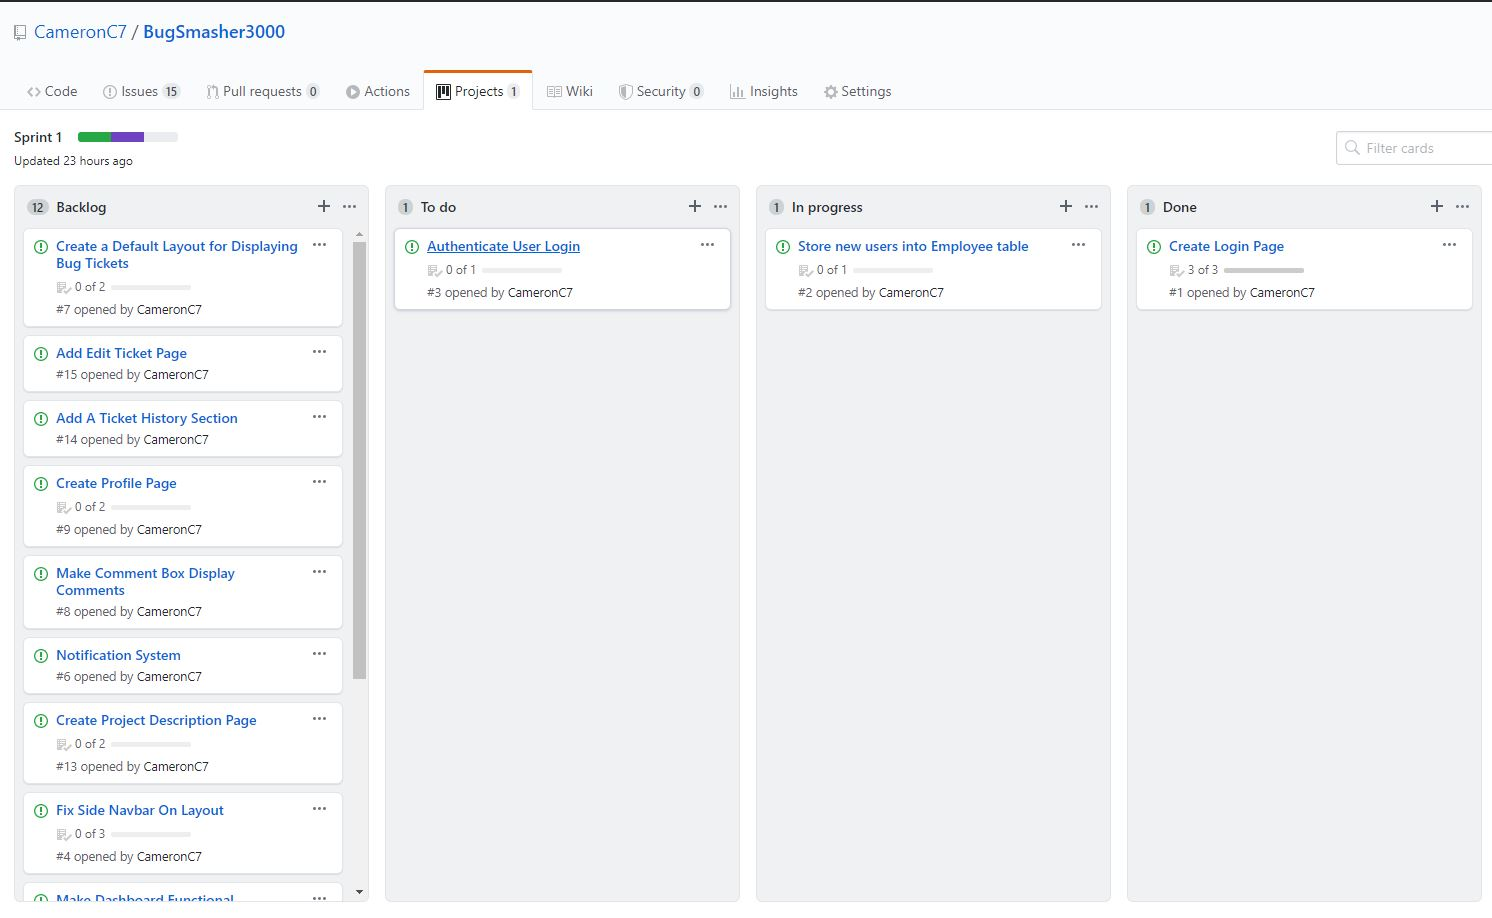 CameronC7 / BugSmasher3000
Code Issues 15 Pull requests 0 Actions Projects 1 Wiki Security 0 Insights Settings
Sprint 1
Updated 23 hours ago
Filter cards
12 Backlog
Create a Default Layout for Displaying
Bug Tickets
0 of 2
#7 opened by CameronC7
Add Edit Ticket Page
#15 opened by CameronC7
Add A Ticket History Section
#14 opened by CameronC7
Create Profile Page
0 of 2
#9 opened by CameronC7
Make Comment Box Display
Comments
#8 opened by CameronC7
Notification System
#6 opened by CameronC7
Create Project Description Page
0 of 2
#13 opened by CameronC7
Fix Side Navbar On Layout
0 of 3
#4 opened by CameronC7
Make Dashboard Functional
1 To do
Authenticate User Login
0 of 1
#3 opened by CameronC7
1 In progress
Store new users into Employee table
0 of 1
#2 opened by CameronC7
1 Done
Create Login Page
3 of 3
#1 opened by CameronC7